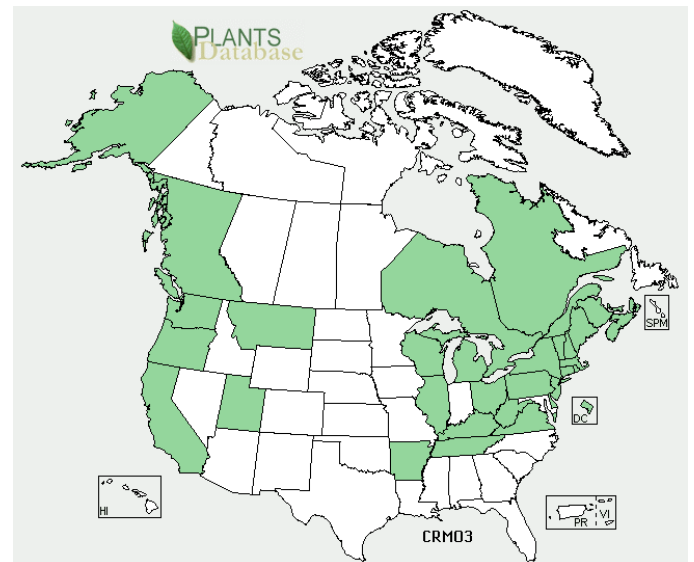 PLANTS
Database
SPM
DC
HI
PR
VI
CRMO3